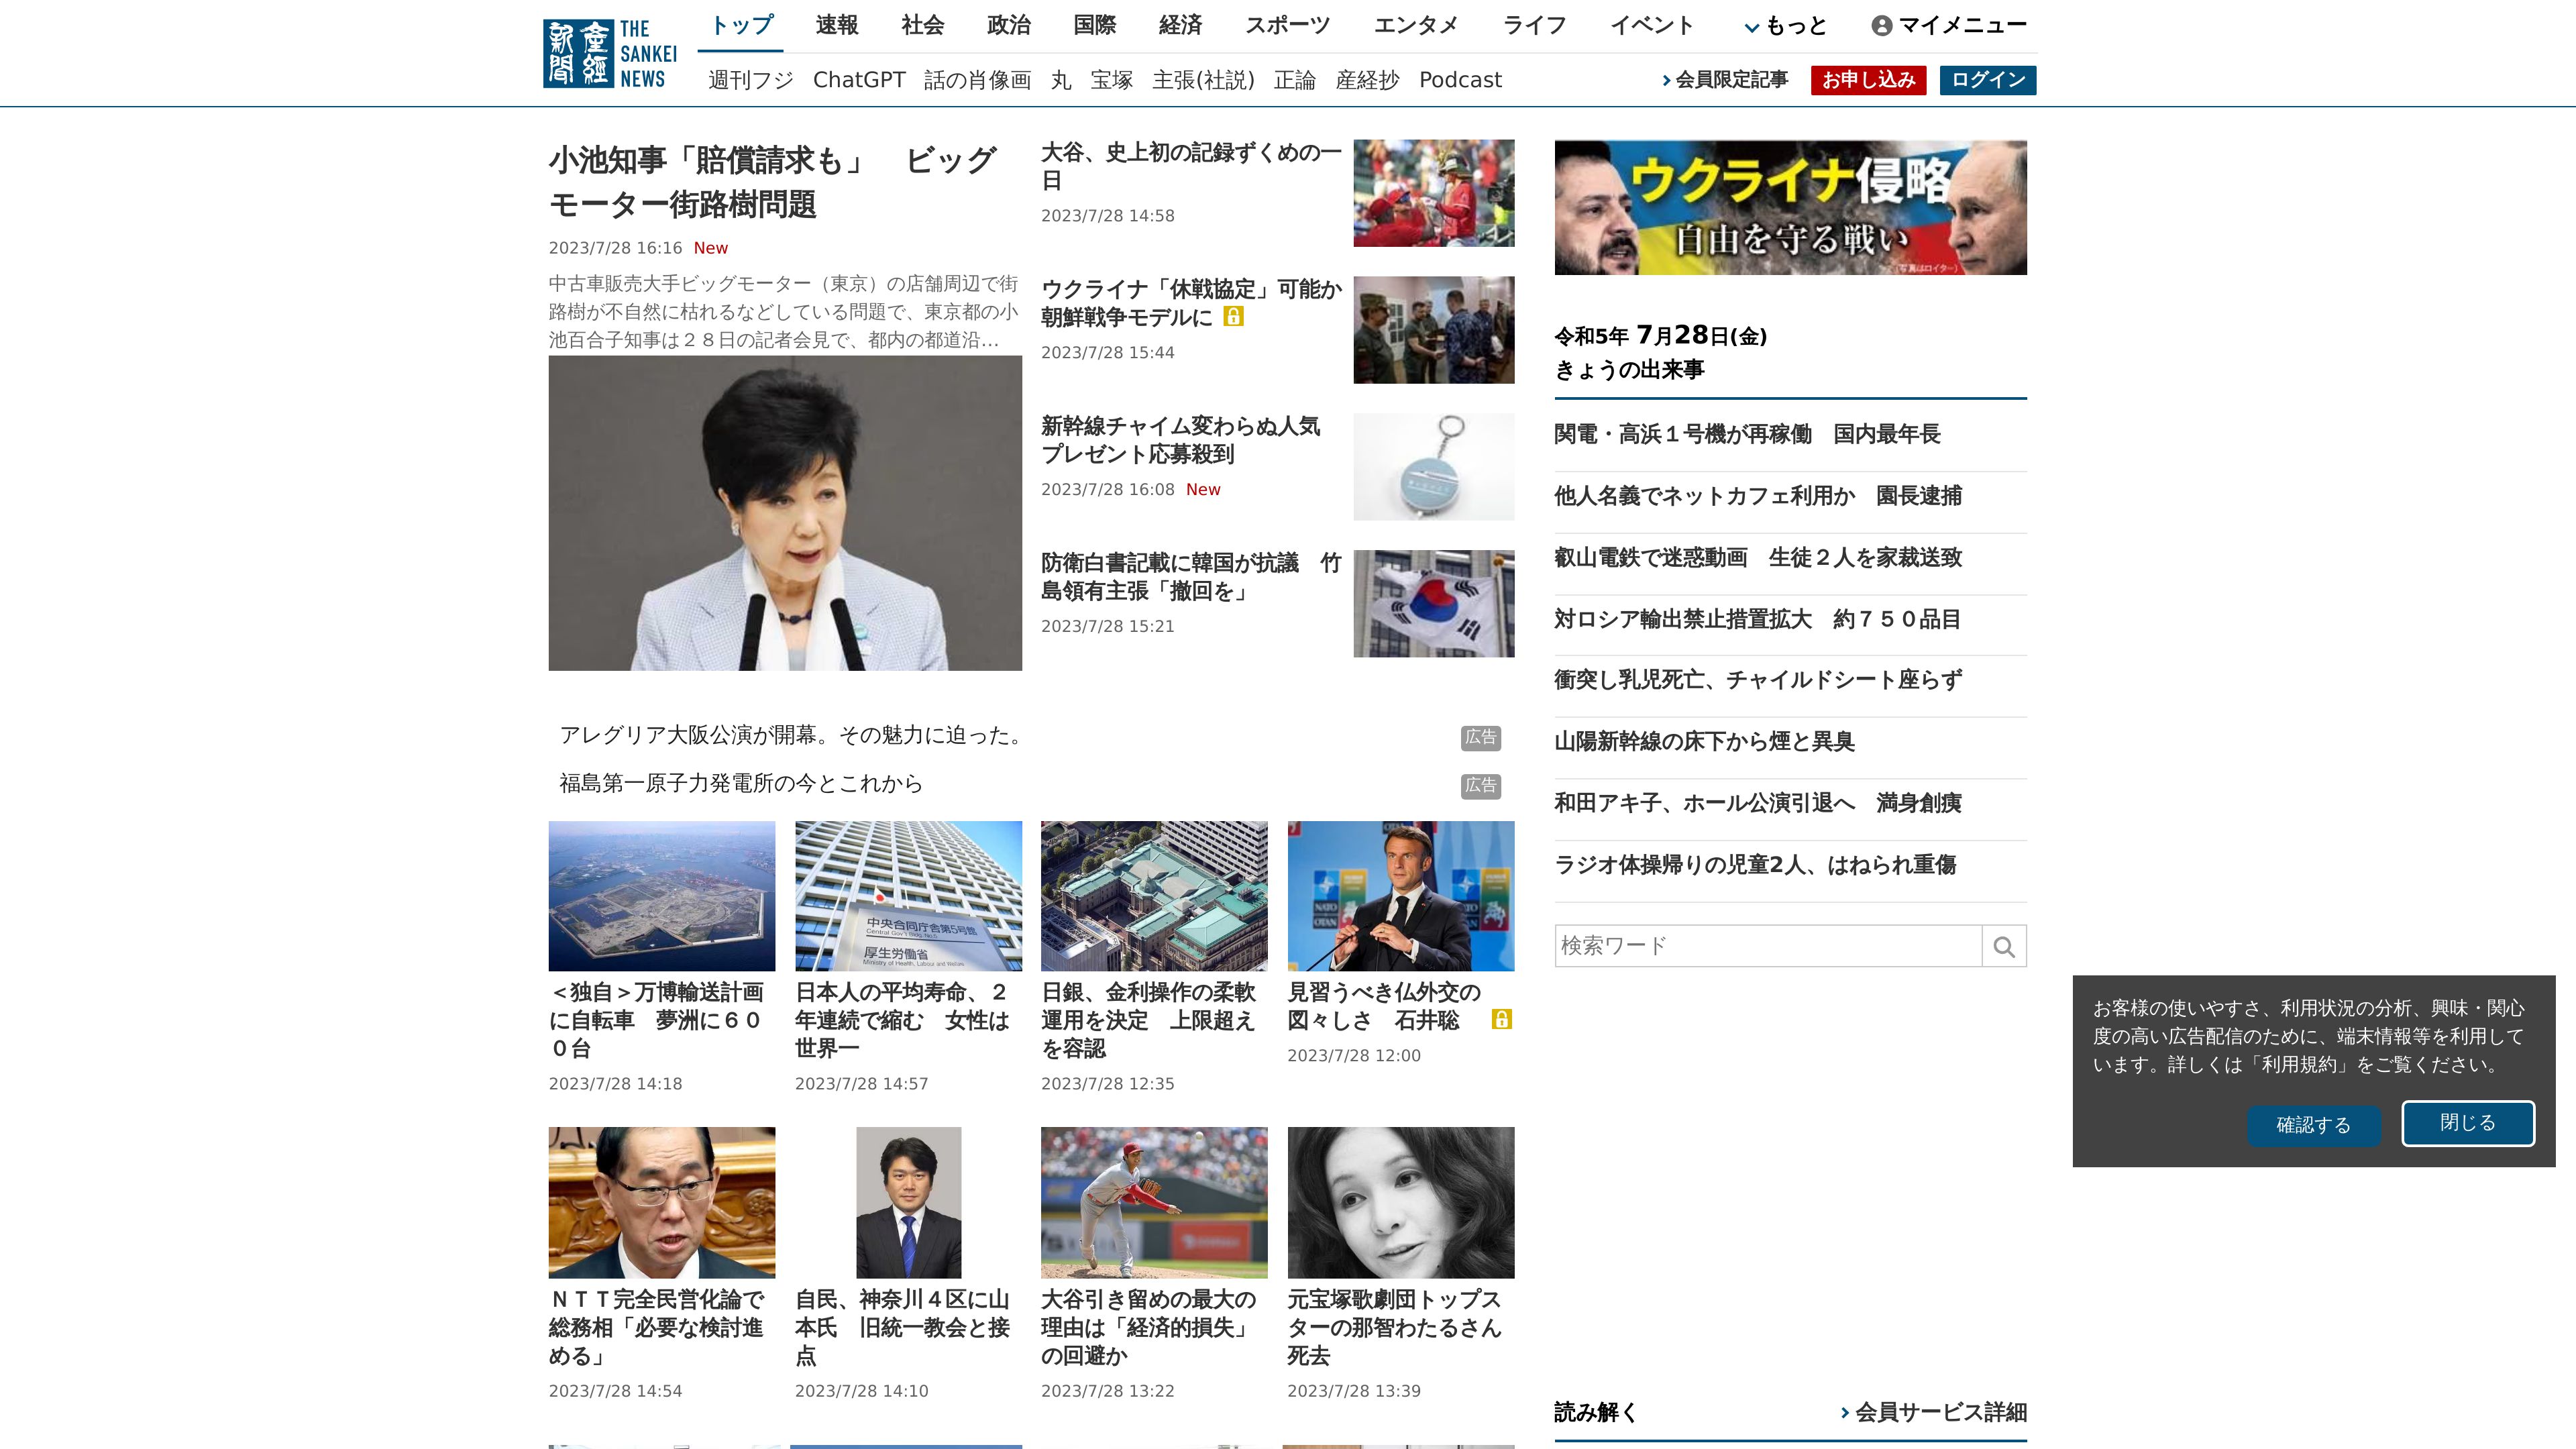 新聞 産經 THE SANKEI NEWS
トップ 速報 社会 政治 国際 経済 スポーツ エンタメ ライフ イベント もっと マイメニュー
週刊フジ ChatGPT 話の肖像画 丸 宝塚 主張(社説) 正論 産経抄 Podcast 会員限定記事 お申し込み ログイン
小池知事「賠償請求も」　ビッグ
モーター街路樹問題
2023/7/28 16:16 New
中古車販売大手ビッグモーター（東京）の店舗周辺で街
路樹が不自然に枯れるなどしている問題で、東京都の小
池百合子知事は２８日の記者会見で、都内の都道沿…
大谷、史上初の記録ずくめの一
日
2023/7/28 14:58
ウクライナ「休戦協定」可能か
朝鮮戦争モデルに
2023/7/28 15:44
新幹線チャイム変わらぬ人気
プレゼント応募殺到
2023/7/28 16:08 New
防衛白書記載に韓国が抗議　竹
島領有主張「撤回を」
2023/7/28 15:21
アレグリア大阪公演が開幕。その魅力に迫った。 広告
福島第一原子力発電所の今とこれから 広告
中央合同庁舎第5号館
Central Gov't Bldg. No.5
厚生労働省
Ministry of Health, Labour and Welfare
NATO
OTAN
＜独自＞万博輸送計画
に自転車　夢洲に６０
０台
2023/7/28 14:18
日本人の平均寿命、２
年連続で縮む　女性は
世界一
2023/7/28 14:57
日銀、金利操作の柔軟
運用を決定　上限超え
を容認
2023/7/28 12:35
見習うべき仏外交の
図々しさ　石井聡
2023/7/28 12:00
ＮＴＴ完全民営化論で
総務相「必要な検討進
める」
2023/7/28 14:54
自民、神奈川４区に山
本氏　旧統一教会と接
点
2023/7/28 14:10
大谷引き留めの最大の
理由は「経済的損失」
の回避か
2023/7/28 13:22
元宝塚歌劇団トップス
ターの那智わたるさん
死去
2023/7/28 13:39
ウクライナ侵略
自由を守る戦い
(写真はロイター)
令和5年 7月28日(金)
きょうの出来事
関電・高浜１号機が再稼働　国内最年長
他人名義でネットカフェ利用か　園長逮捕
叡山電鉄で迷惑動画　生徒２人を家裁送致
対ロシア輸出禁止措置拡大　約７５０品目
衝突し乳児死亡、チャイルドシート座らず
山陽新幹線の床下から煙と異臭
和田アキ子、ホール公演引退へ　満身創痍
ラジオ体操帰りの児童2人、はねられ重傷
検索ワード
お客様の使いやすさ、利用状況の分析、興味・関心
度の高い広告配信のために、端末情報等を利用して
います。詳しくは「利用規約」をご覧ください。
確認する 閉じる
読み解く 会員サービス詳細